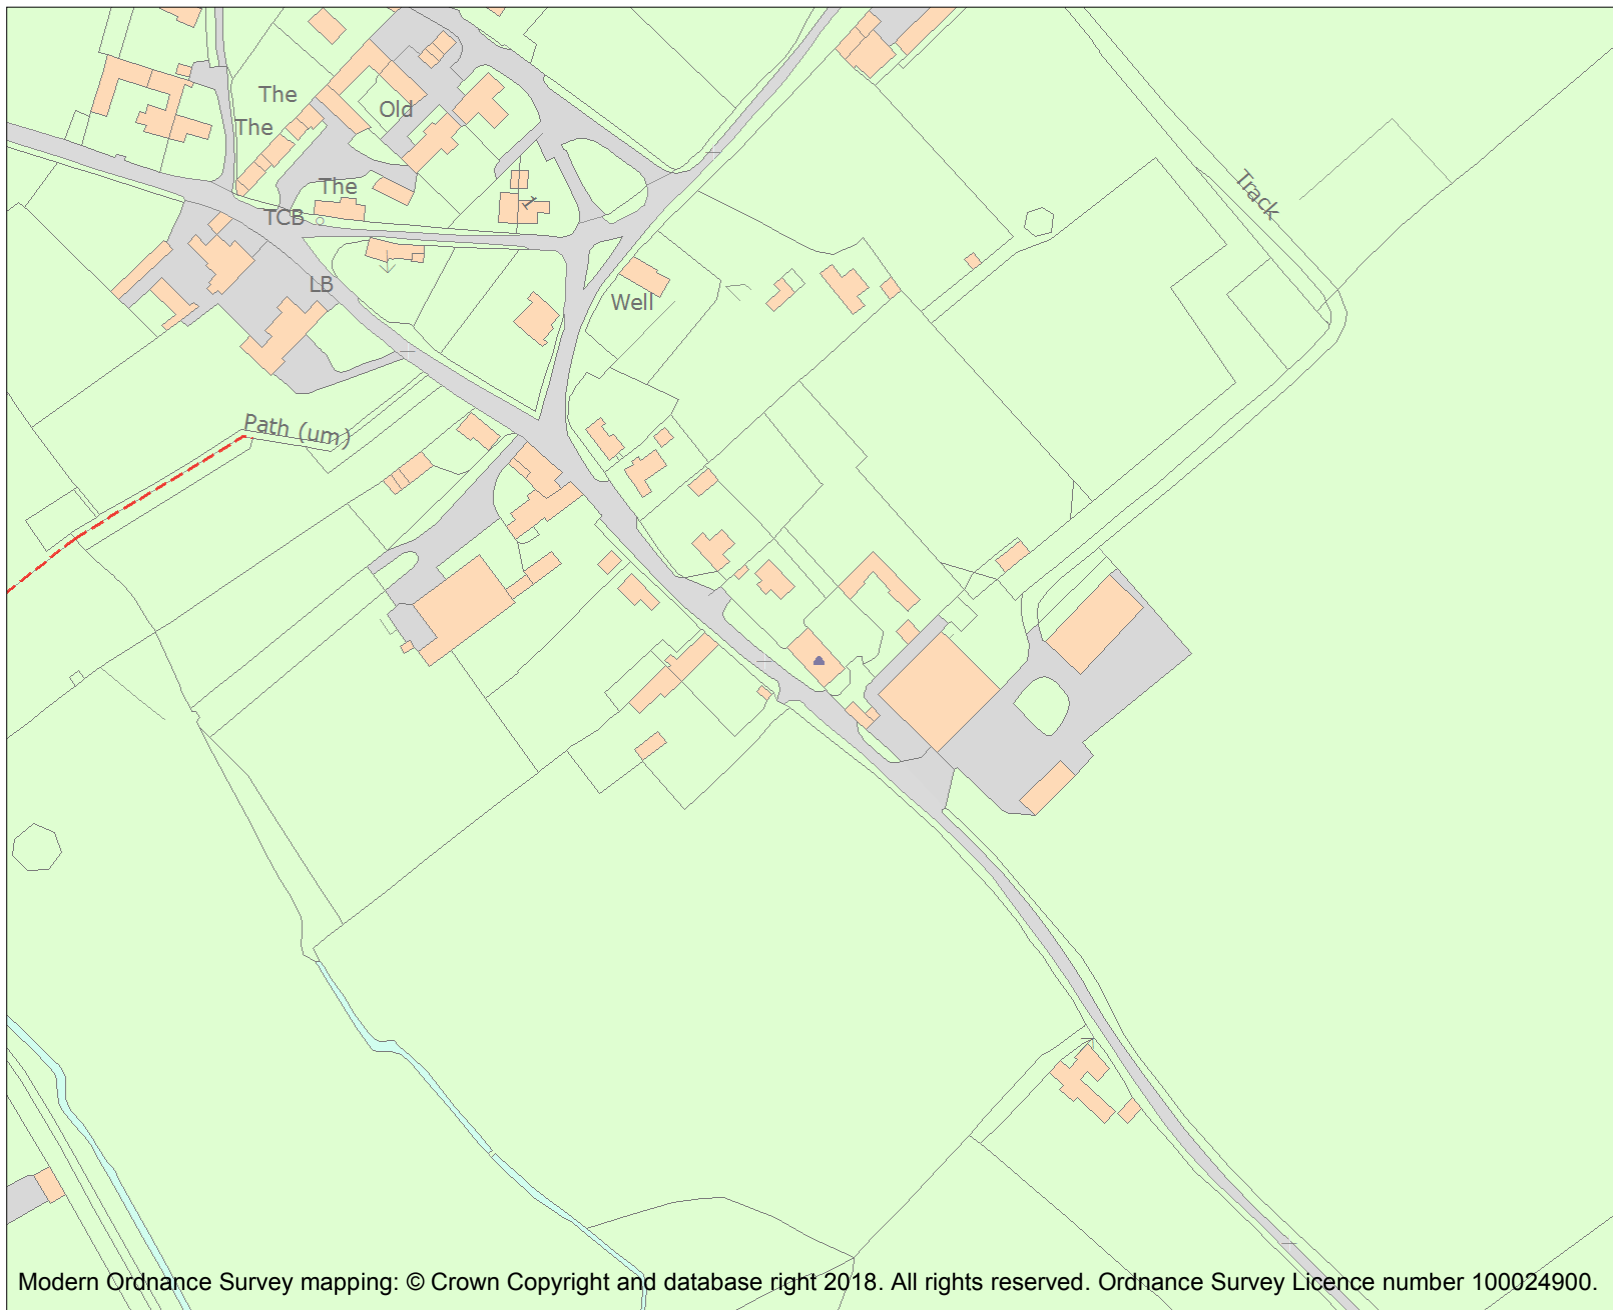 The
Old
The
Track
The
1
TCB
LB
Well
Path (um)
Modern Ordnance Survey mapping: © Crown Copyright and database right 2018. All rights reserved. Ordnance Survey Licence number 100024900.